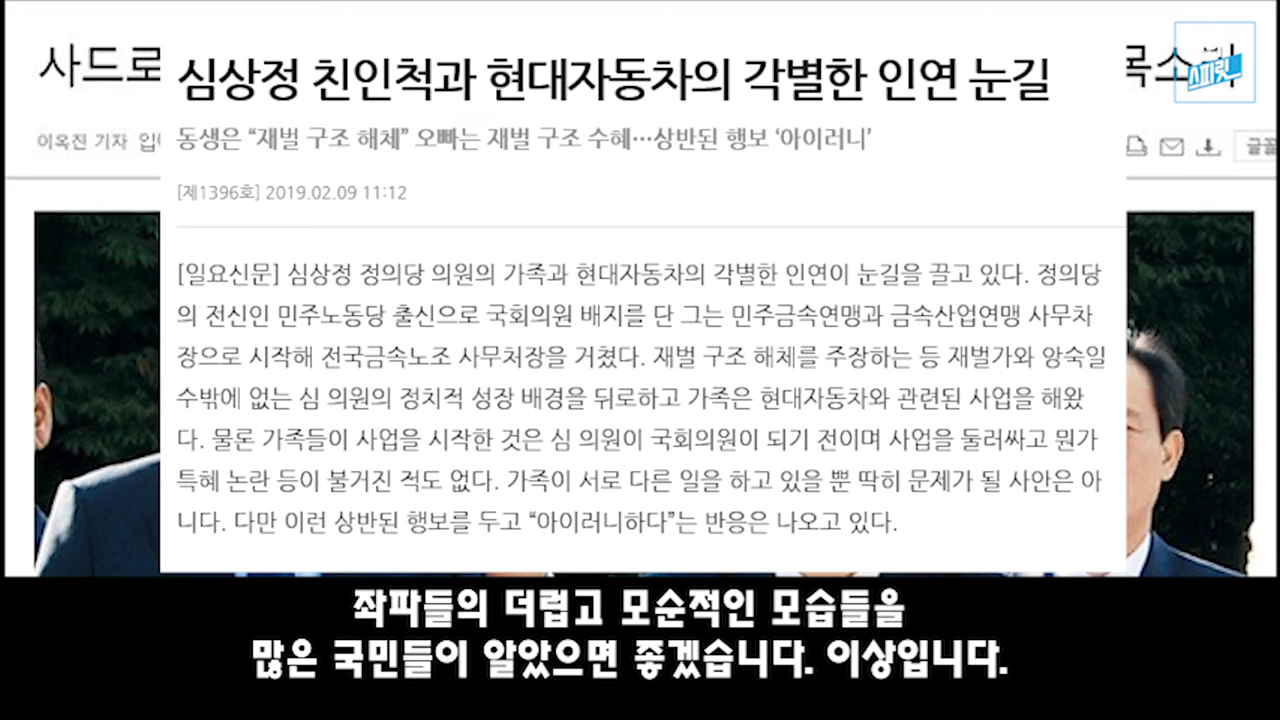 사드로
목소리
스피릿
심상정 친인척과 현대자동차의 각별한 인연 눈길
이옥진 기자 입
동생은 “재벌 구조 해체” 오빠는 재벌 구조 수혜…상반된 행보 ‘아이러니’
글꼴
[제1396호] 2019.02.09 11:12
[일요신문] 심상정 정의당 의원의 가족과 현대자동차의 각별한 인연이 눈길을 끌고 있다. 정의당
의 전신인 민주노동당 출신으로 국회의원 배지를 단 그는 민주금속연맹과 금속산업연맹 사무차
장으로 시작해 전국금속노조 사무처장을 거쳤다. 재벌 구조 해체를 주장하는 등 재벌가와 앙숙일
수밖에 없는 심 의원의 정치적 성장 배경을 뒤로하고 가족은 현대자동차와 관련된 사업을 해왔
다. 물론 가족들이 사업을 시작한 것은 심 의원이 국회의원이 되기 전이며 사업을 둘러싸고 뭔가
특혜 논란 등이 불거진 적도 없다. 가족이 서로 다른 일을 하고 있을 뿐 딱히 문제가 될 사안은 아
니다. 다만 이런 상반된 행보를 두고 “아이러니하다”는 반응은 나오고 있다.
좌파들의 더럽고 모순적인 모습들을
많은 국민들이 알았으면 좋겠습니다. 이상입니다.